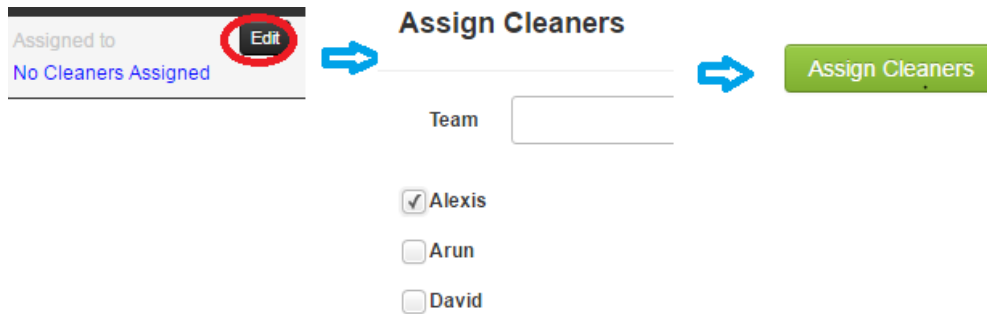 Assigned to
Edit
No Cleaners Assigned
Assign Cleaners
Team
Alexis
Arun
David
Assign Cleaners